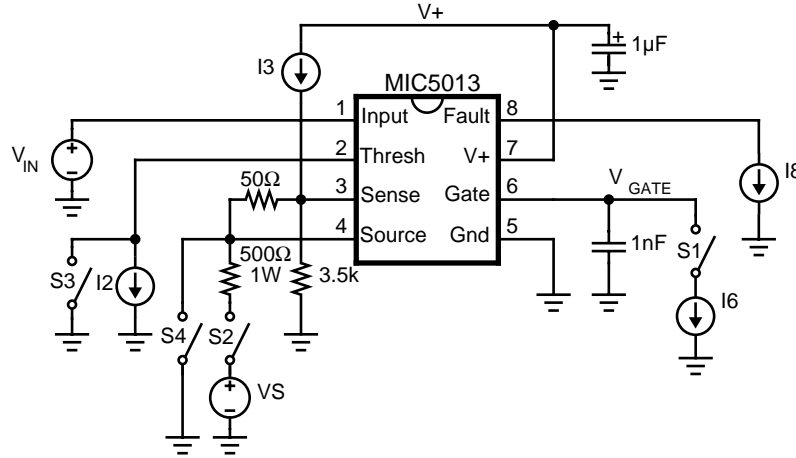 V+
1µF
+
I3
MIC5013
1 Input Fault 8
2 Thresh V+ 7
3 Sense Gate 6
4 Source Gnd 5
V IN
+
−
50Ω
V GATE
I8
500Ω
1W
3.5k
1nF
S1
S3
I2
S4
S2
I6
+
−
VS